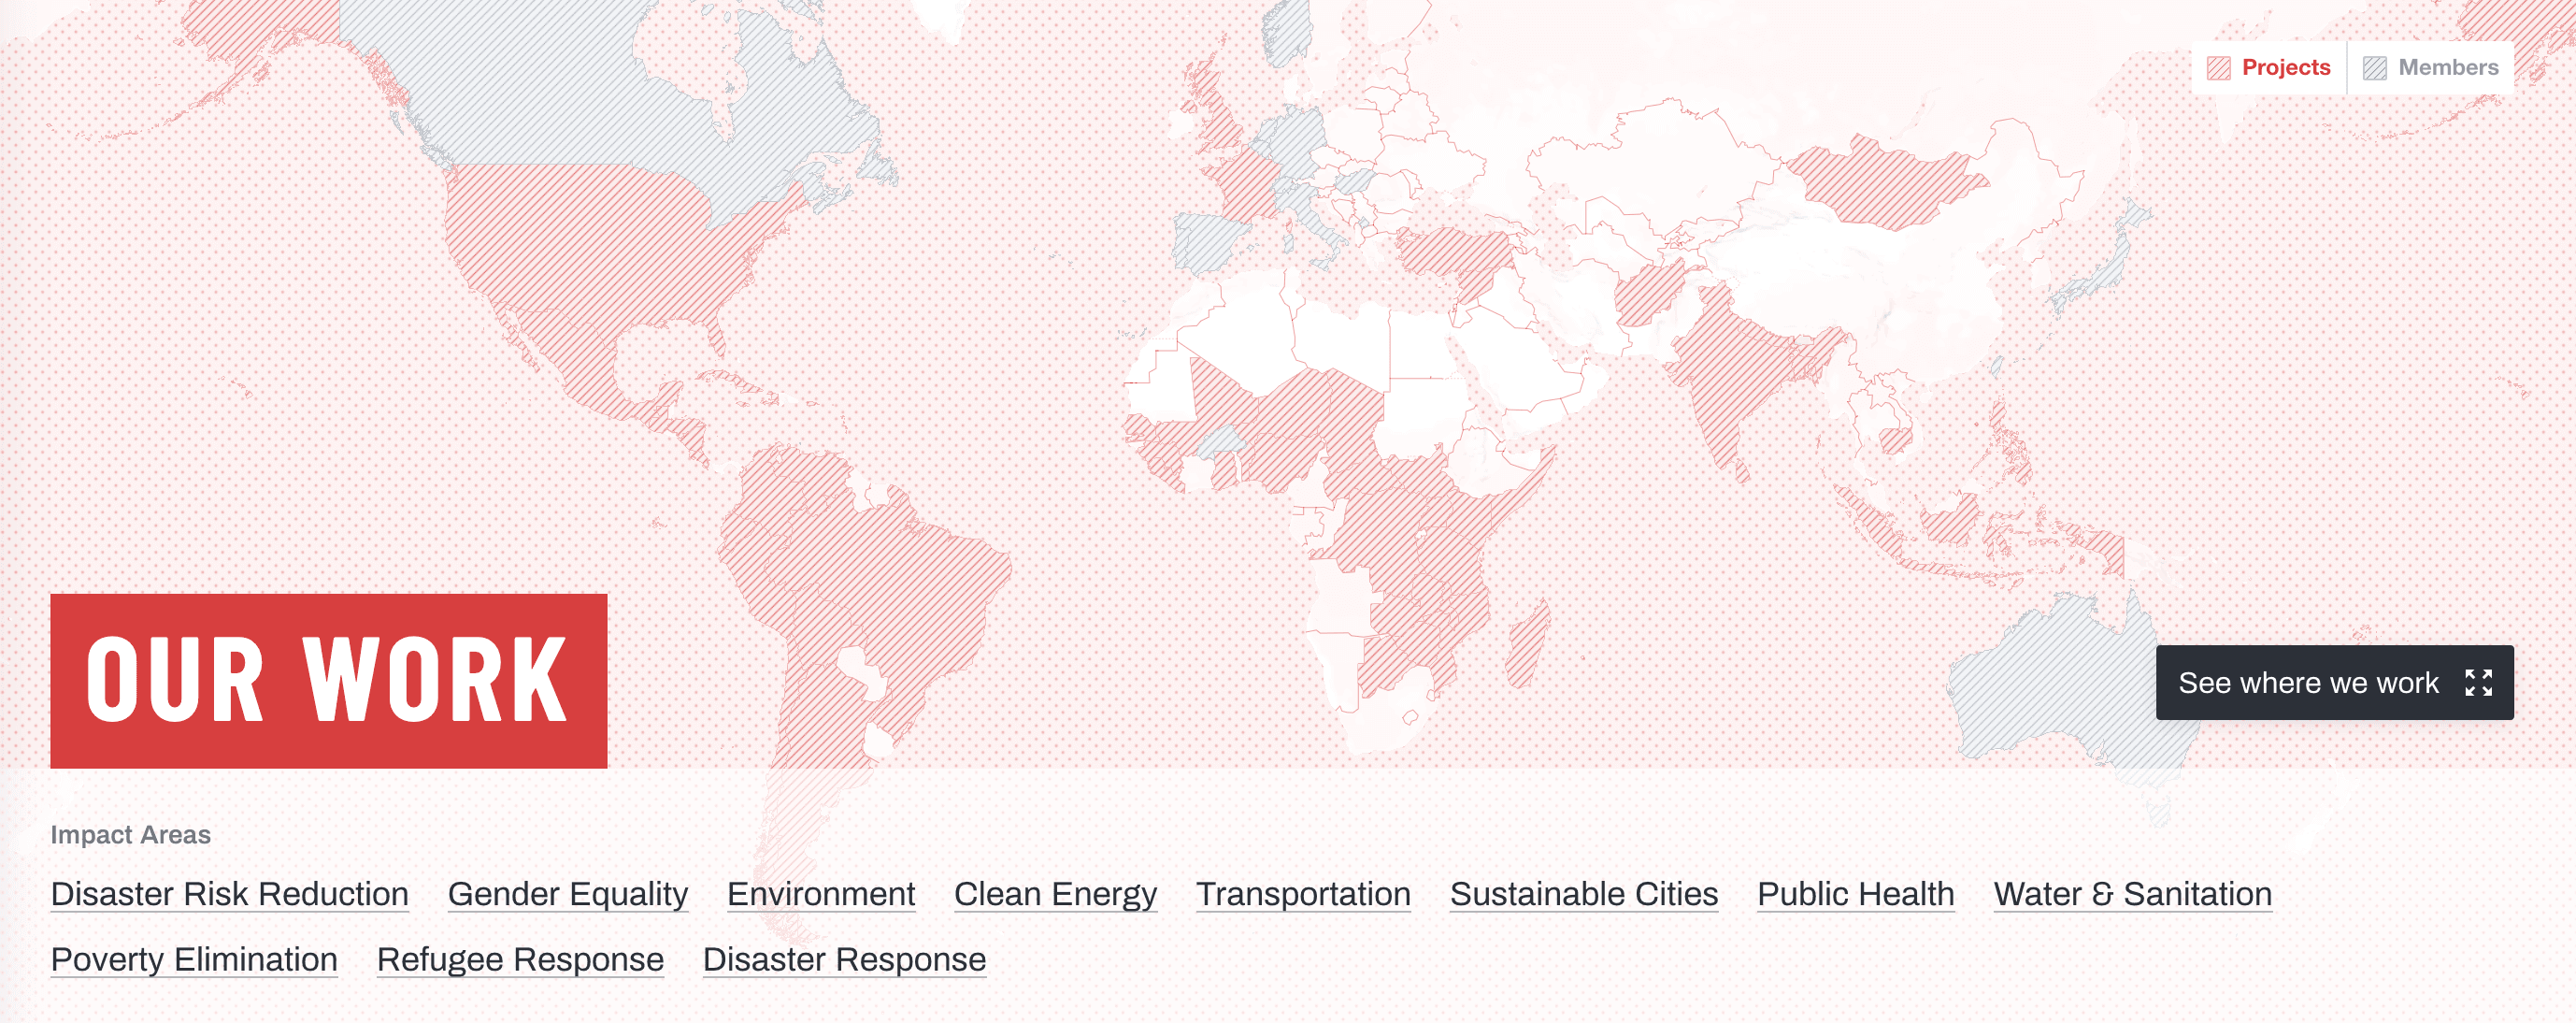 Projects Members
OUR WORK
See where we work
Impact Areas
Disaster Risk Reduction Gender Equality Environment Clean Energy Transportation Sustainable Cities Public Health Water & Sanitation
Poverty Elimination Refugee Response Disaster Response